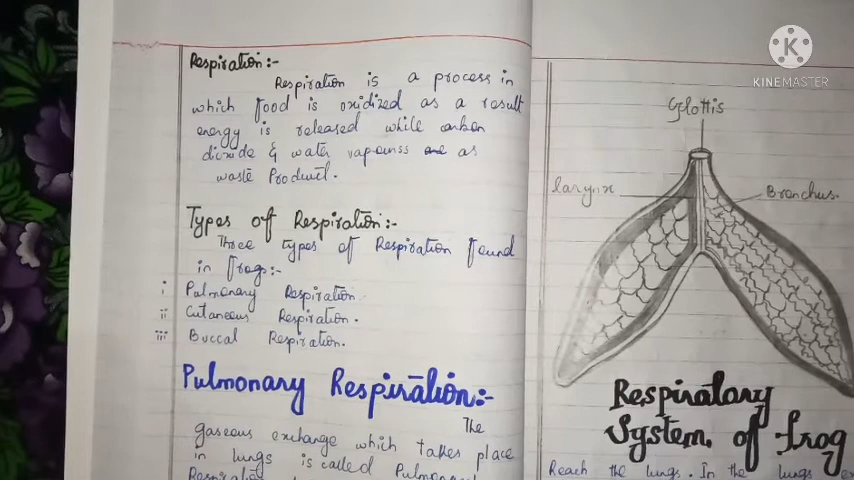 Respiration:-
Respiration is a process in
which food is oxidized as a result
energy is released while carbon
dioxide & water vapours as
waste Product.
Types of Respiration:-
Three types of Respiration found
in frog:-
i Pulmonary Respiration.
ii Cutaneous Respiration.
iii Buccal Respiration.
Pulmonary Respiration:-
The
gaseous exchange which takes place
in lungs is called Pulmonary
K
KINEMASTER
Glottis
larynx
Bronchus.
Respiratory
System of frog
Reach the lungs. In the lungs